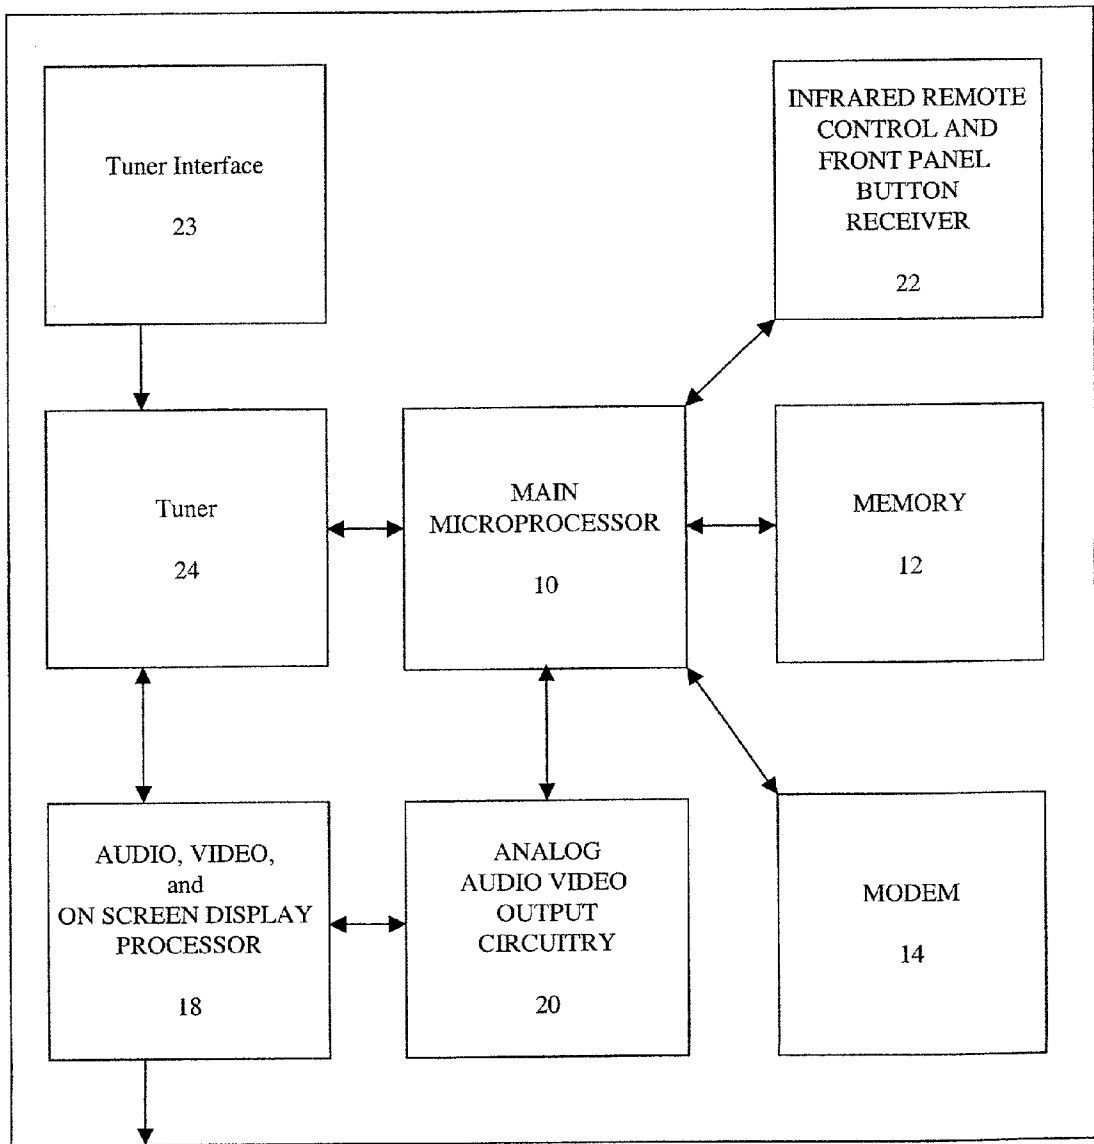 Tuner Interface
23
INFRARED REMOTE
CONTROL AND
FRONT PANEL
BUTTON
RECEIVER
22
Tuner
24
MAIN
MICROPROCESSOR
10
MEMORY
12
AUDIO, VIDEO,
and
ON SCREEN DISPLAY
PROCESSOR
18
ANALOG
AUDIO VIDEO
OUTPUT
CIRCUITRY
20
MODEM
14